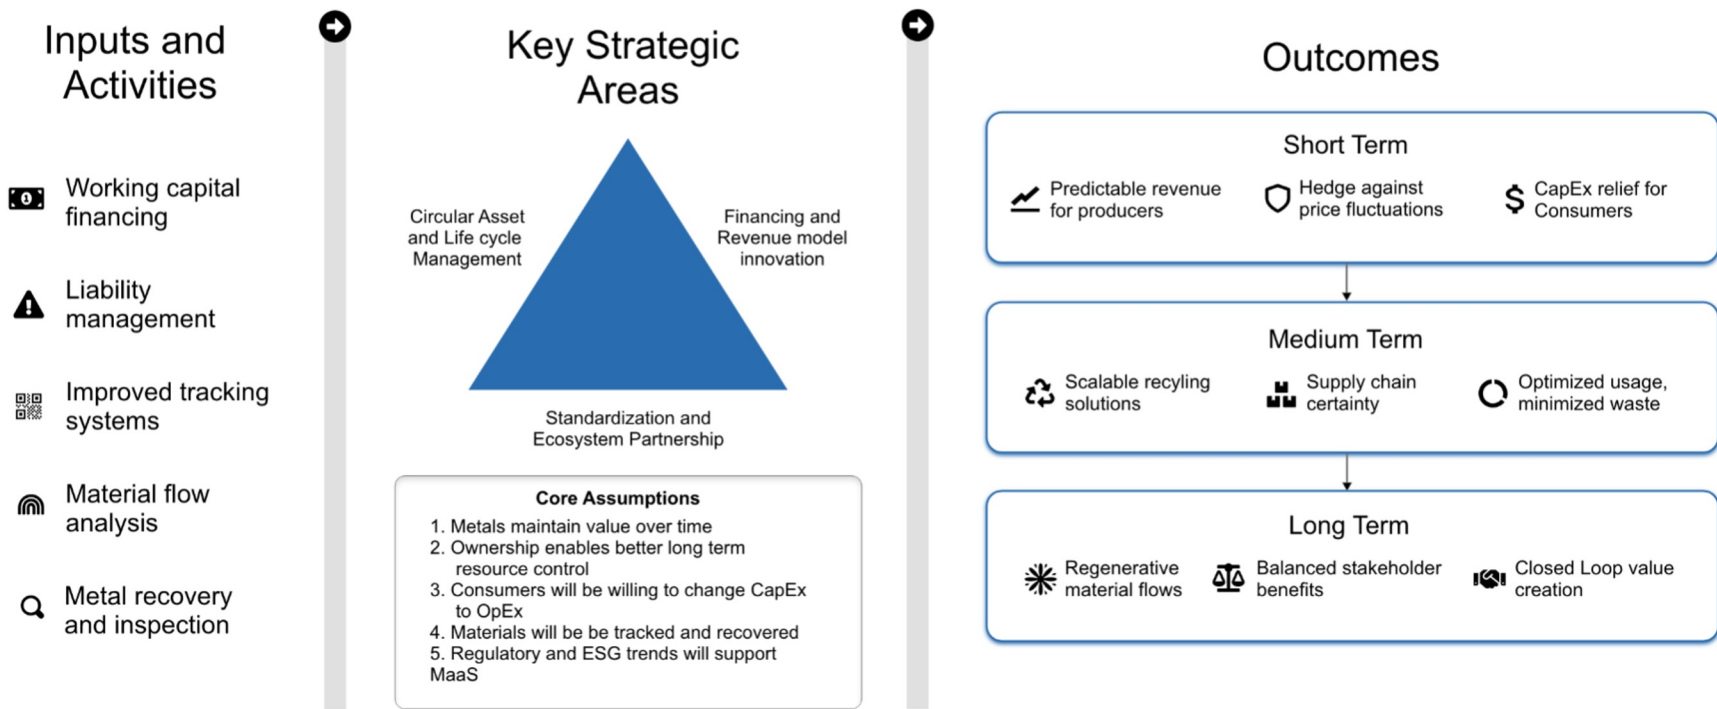 Inputs and
Activities
Working capital
financing
Liability
management
Improved tracking
systems
Material flow
analysis
Metal recovery
and inspection
Key Strategic
Areas
Circular Asset
and Life cycle
Management
Financing and
Revenue model
innovation
Standardization and
Ecosystem Partnership
Core Assumptions
1. Metals maintain value over time
2. Ownership enables better long term
resource control
3. Consumers will be willing to change CapEx
to OpEx
4. Materials will be be tracked and recovered
5. Regulatory and ESG trends will support
MaaS
Outcomes
Short Term
Predictable revenue
for producers
Hedge against
price fluctuations
CapEx relief for
Consumers
Medium Term
Scalable recyling
solutions
Supply chain
certainty
Optimized usage,
minimized waste
Long Term
Regenerative
material flows
Balanced stakeholder
benefits
Closed Loop value
creation